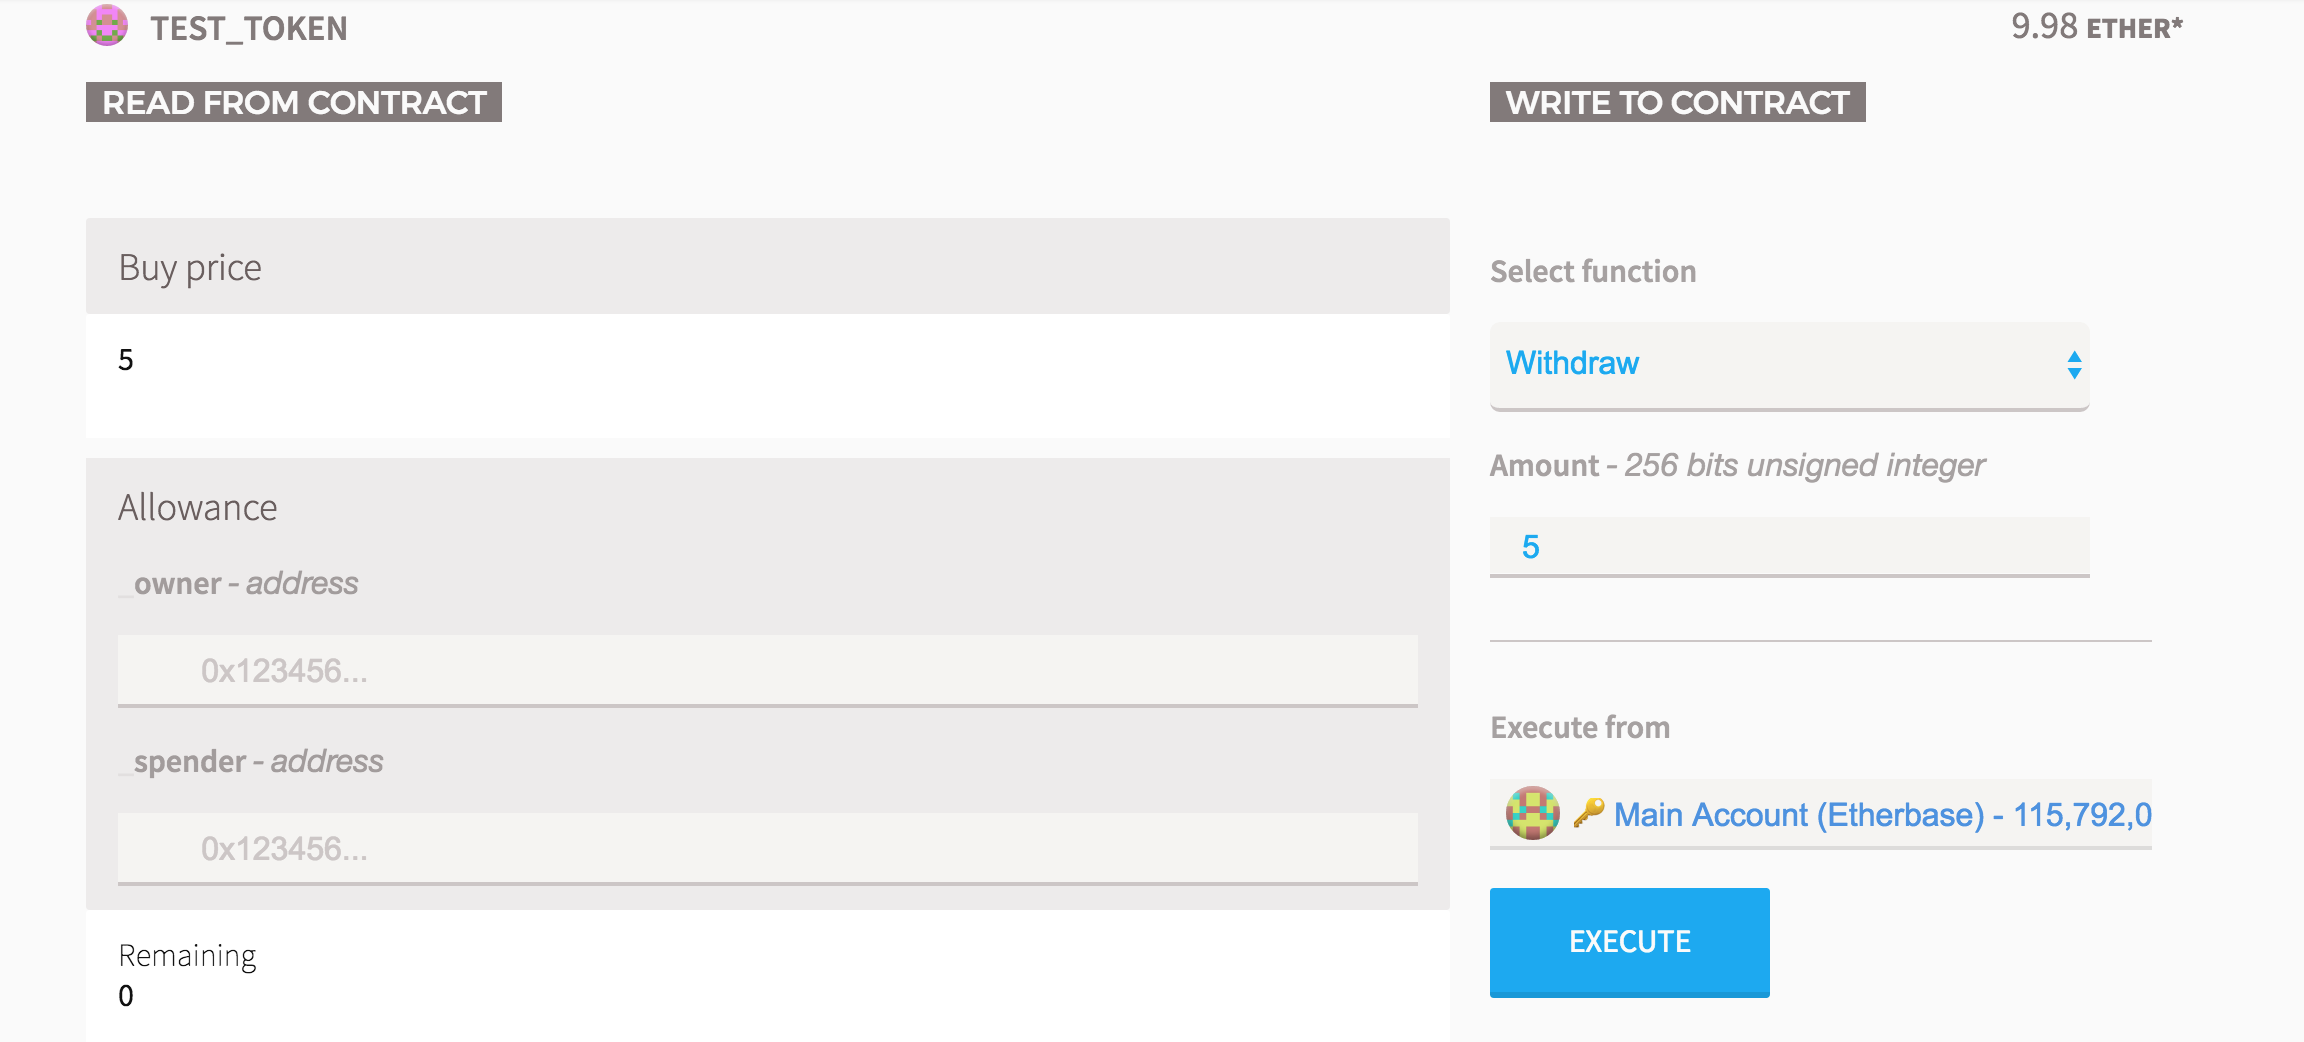 TEST_TOKEN
9.98 ETHER*
READ FROM CONTRACT
WRITE TO CONTRACT
Buy price
5
Allowance
_owner - address
0x123456...
_spender - address
0x123456...
Remaining
0
Select function
Withdraw
Amount - 256 bits unsigned integer
5
Execute from
Main Account (Etherbase) - 115,792,0
EXECUTE